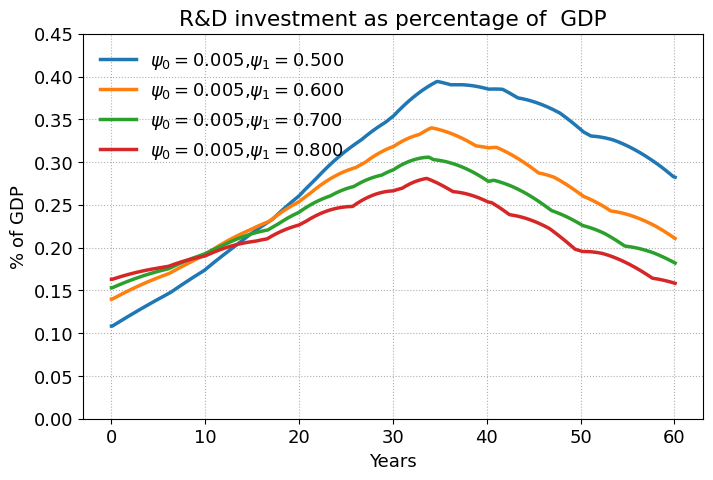 R&D investment as percentage of  GDP
0.45
0.40
0.35
0.30
0.25
0.20
0.15
0.10
0.05
0.00
% of GDP
ψ₀ = 0.005,ψ₁ = 0.500
ψ₀ = 0.005,ψ₁ = 0.600
ψ₀ = 0.005,ψ₁ = 0.700
ψ₀ = 0.005,ψ₁ = 0.800
0 10 20 30 40 50 60
Years